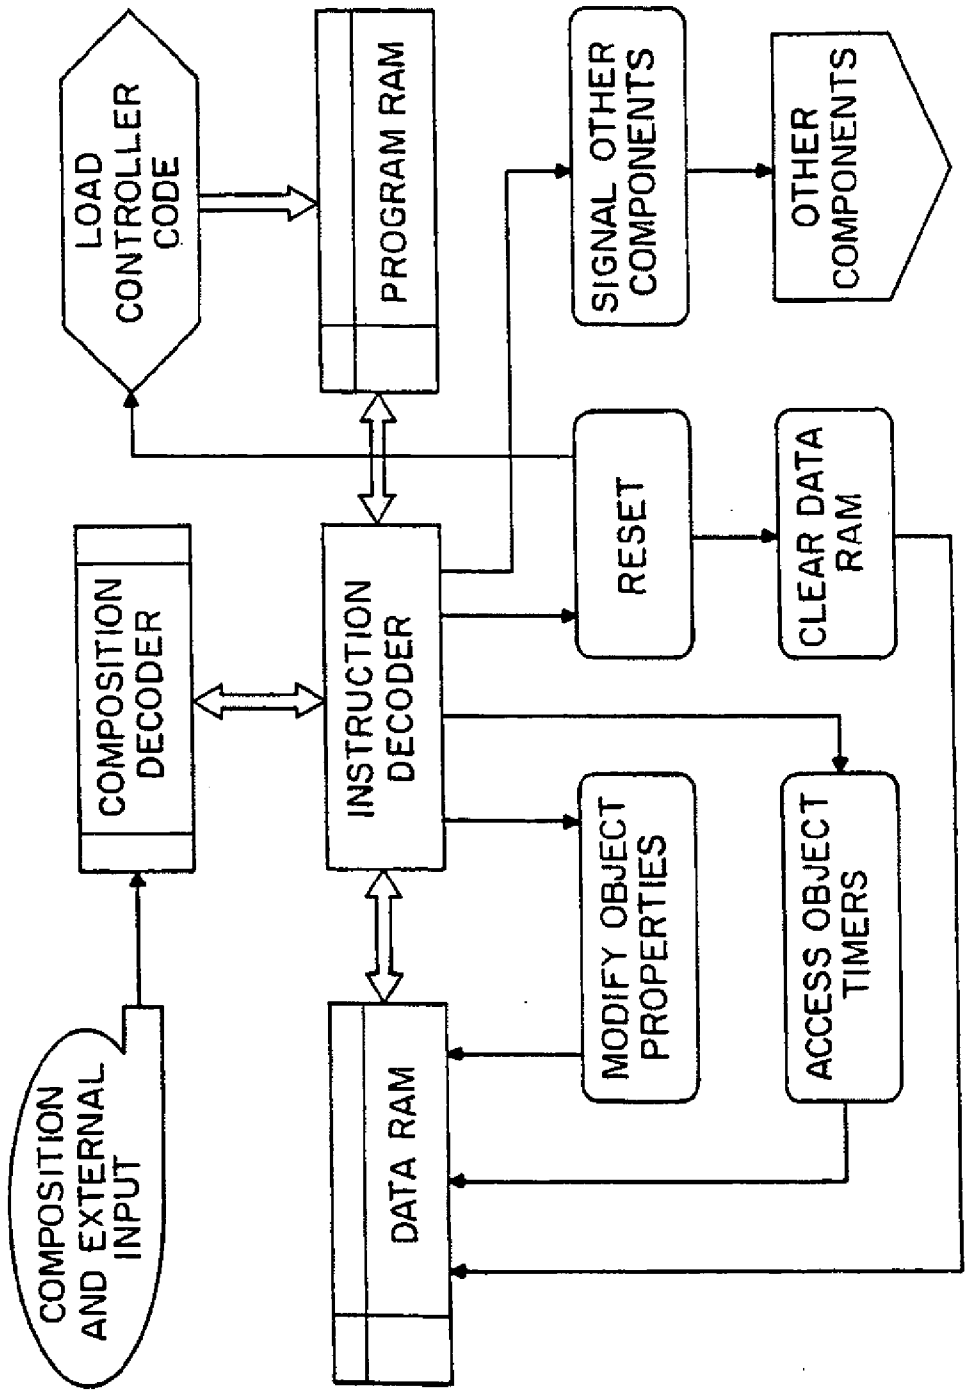 COMPOSITION
AND EXTERNAL
INPUT
COMPOSITION
DECODER
LOAD
CONTROLLER
CODE
DATA RAM
INSTRUCTION
DECODER
PROGRAM RAM
MODIFY OBJECT
PROPERTIES
RESET
SIGNAL OTHER
COMPONENTS
ACCESS OBJECT
TIMERS
CLEAR DATA
RAM
OTHER
COMPONENTS